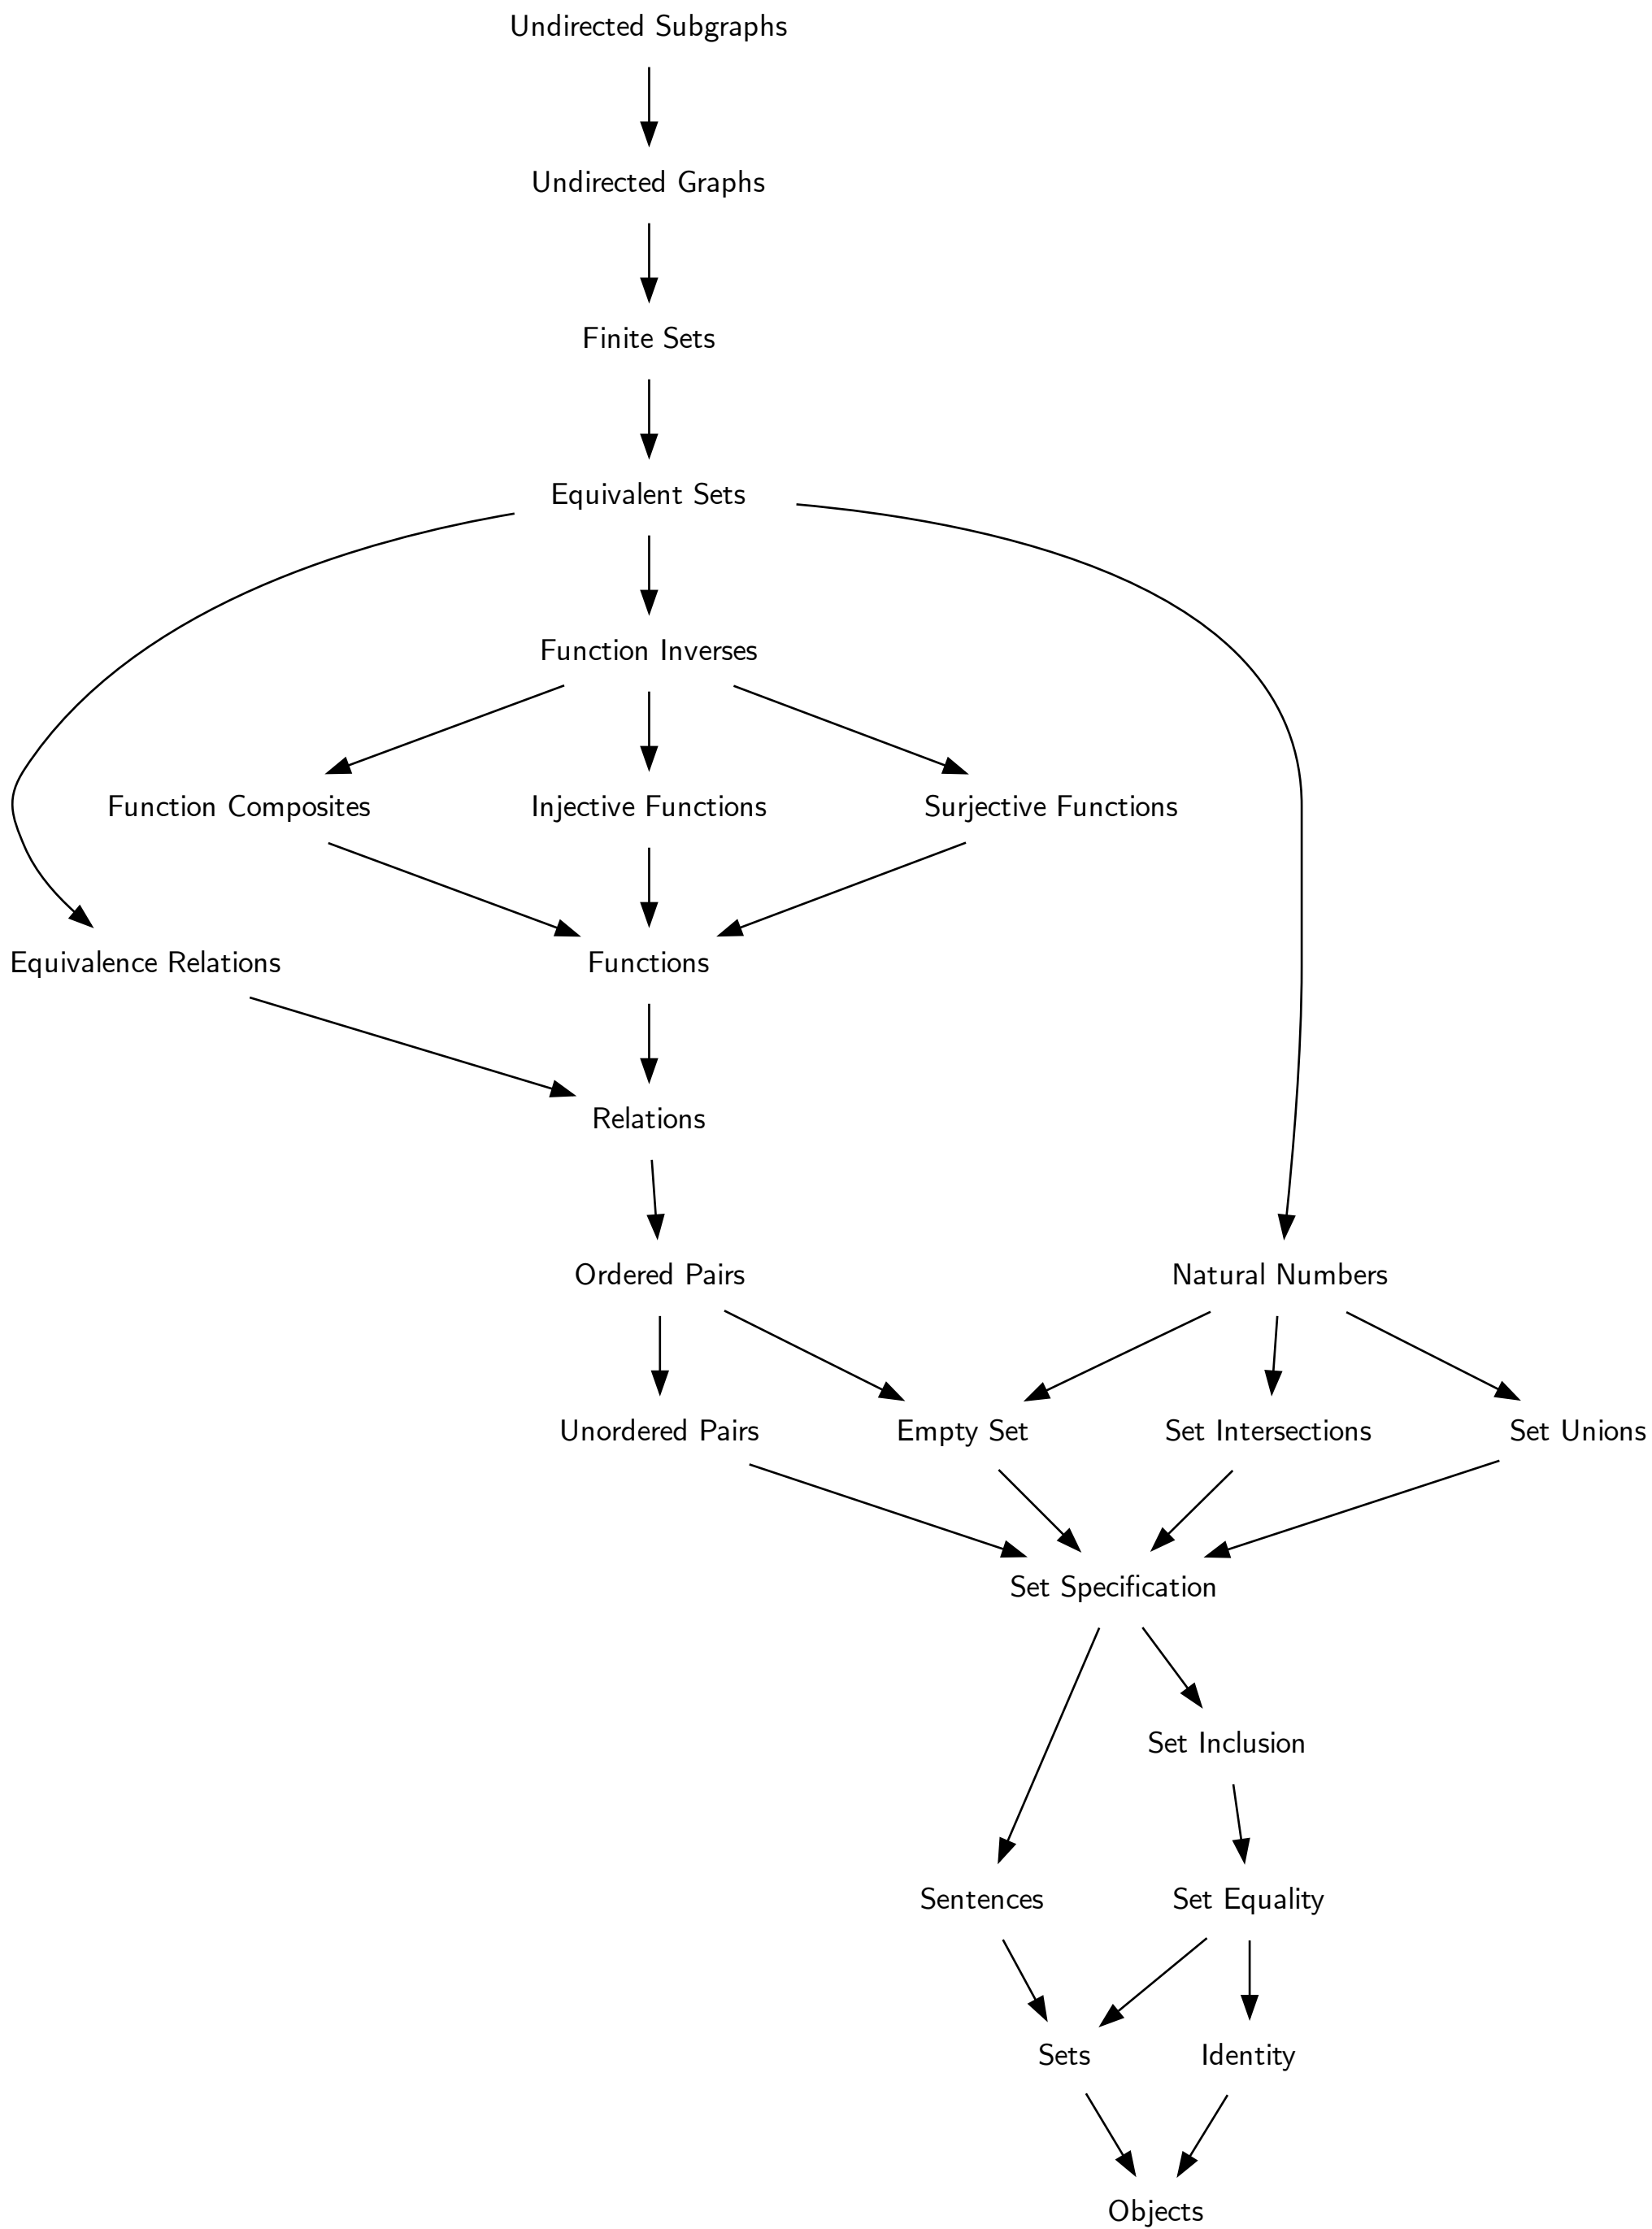 Undirected Subgraphs
Undirected Graphs
Finite Sets
Equivalent Sets
Function Inverses
Function Composites
Injective Functions
Surjective Functions
Equivalence Relations
Functions
Relations
Ordered Pairs
Natural Numbers
Unordered Pairs
Empty Set
Set Intersections
Set Unions
Set Specification
Set Inclusion
Sentences
Set Equality
Sets
Identity
Objects